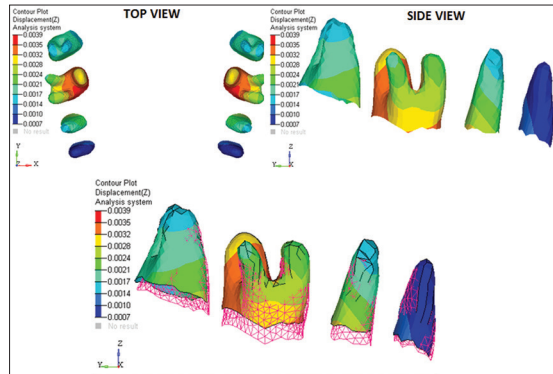 TOP VIEW
SIDE VIEW
Contour Plot
Displacement(Z)
Analysis system
0.0039
0.0035
0.0032
0.0028
0.0024
0.0021
0.0017
0.0014
0.0010
0.0007
No result
Y
Z X
Contour Plot
Displacement(Z)
Analysis system
0.0039
0.0035
0.0032
0.0028
0.0024
0.0021
0.0017
0.0014
0.0010
0.0007
No result
Z
X
Contour Plot
Displacement(Z)
Analysis system
0.0039
0.0035
0.0032
0.0028
0.0024
0.0021
0.0017
0.0014
0.0010
0.0007
No result
Z
X